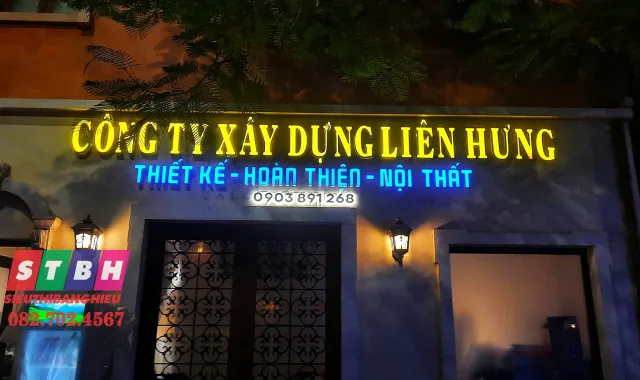 CÔNG TY XÂY DỰNG LIÊN HƯNG
THIẾT KẾ - HOÀN THIỆN - NỘI THẤT
0903 891 268
STBH
SIEUTHIBANGHIEU
082.702.4567